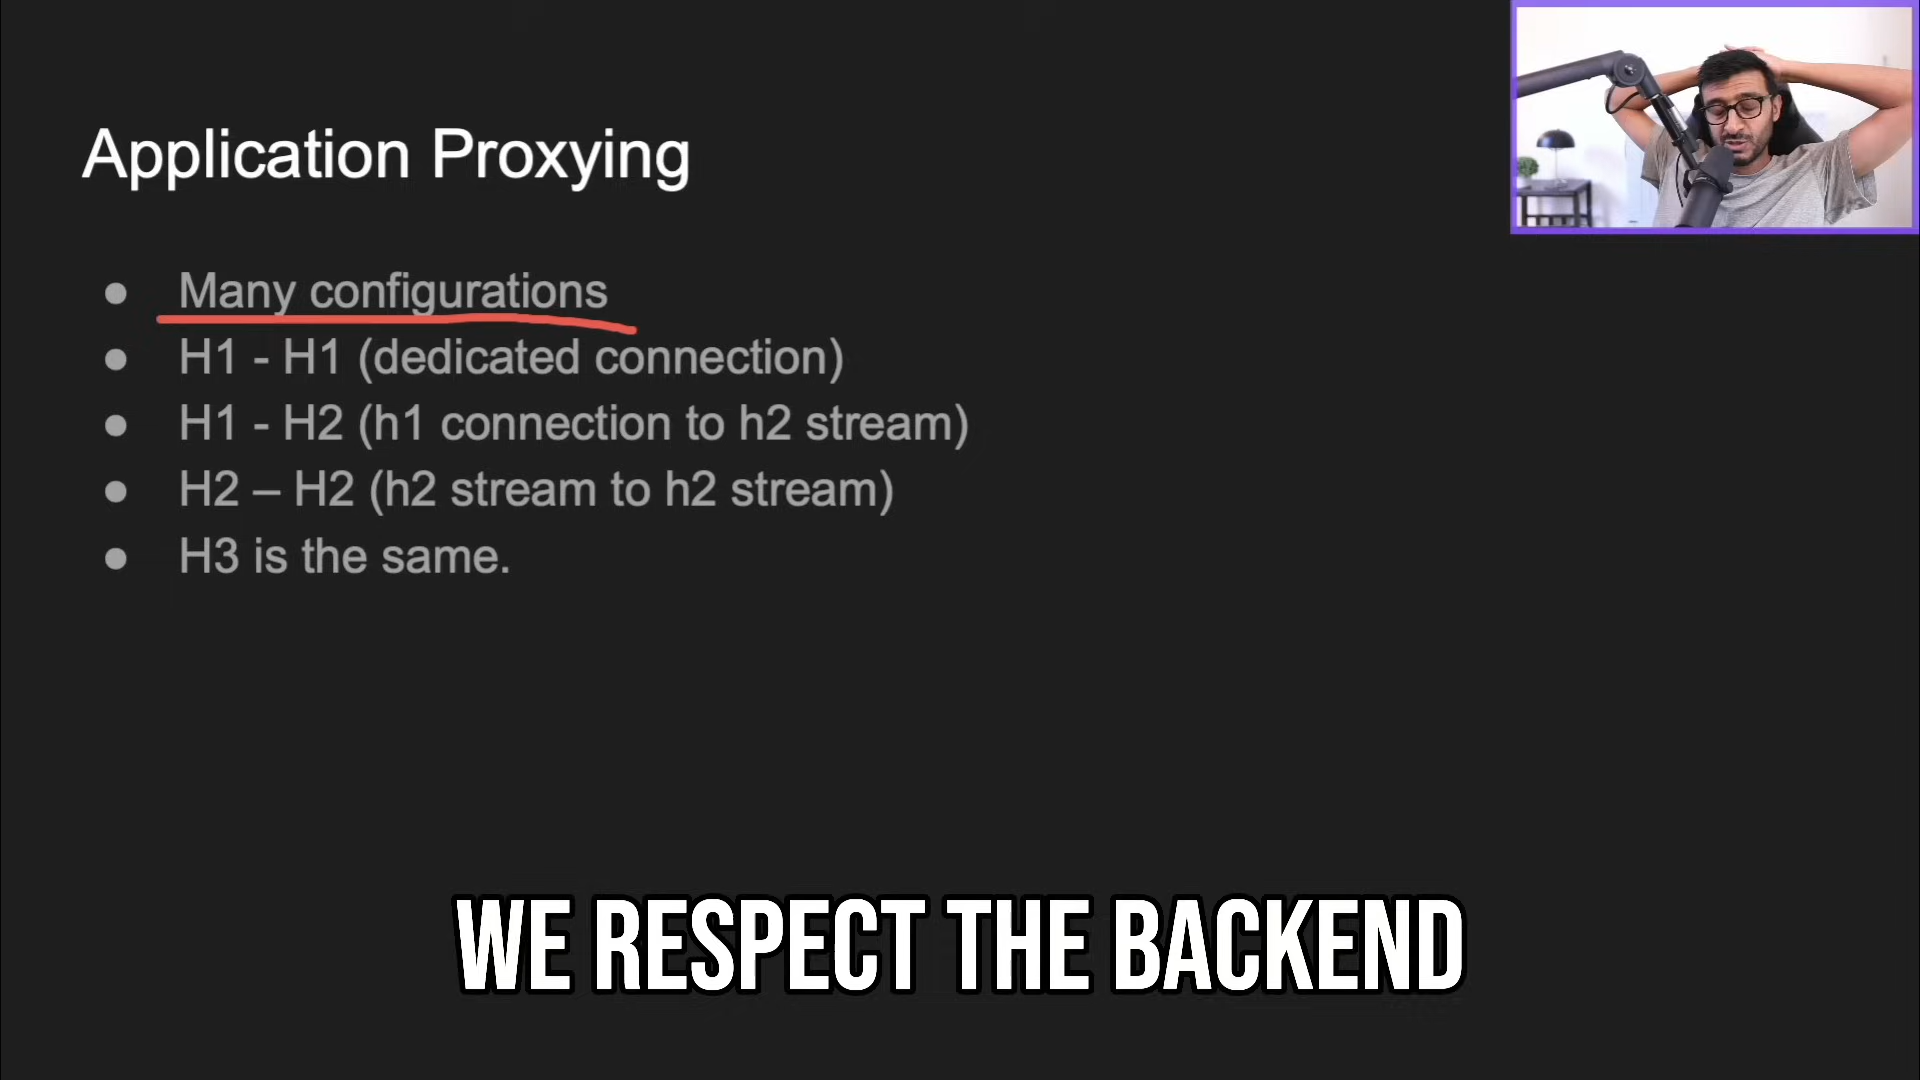 Application Proxying
● Many configurations
● H1 - H1 (dedicated connection)
● H1 - H2 (h1 connection to h2 stream)
● H2 – H2 (h2 stream to h2 stream)
● H3 is the same.
WE RESPECT THE BACKEND